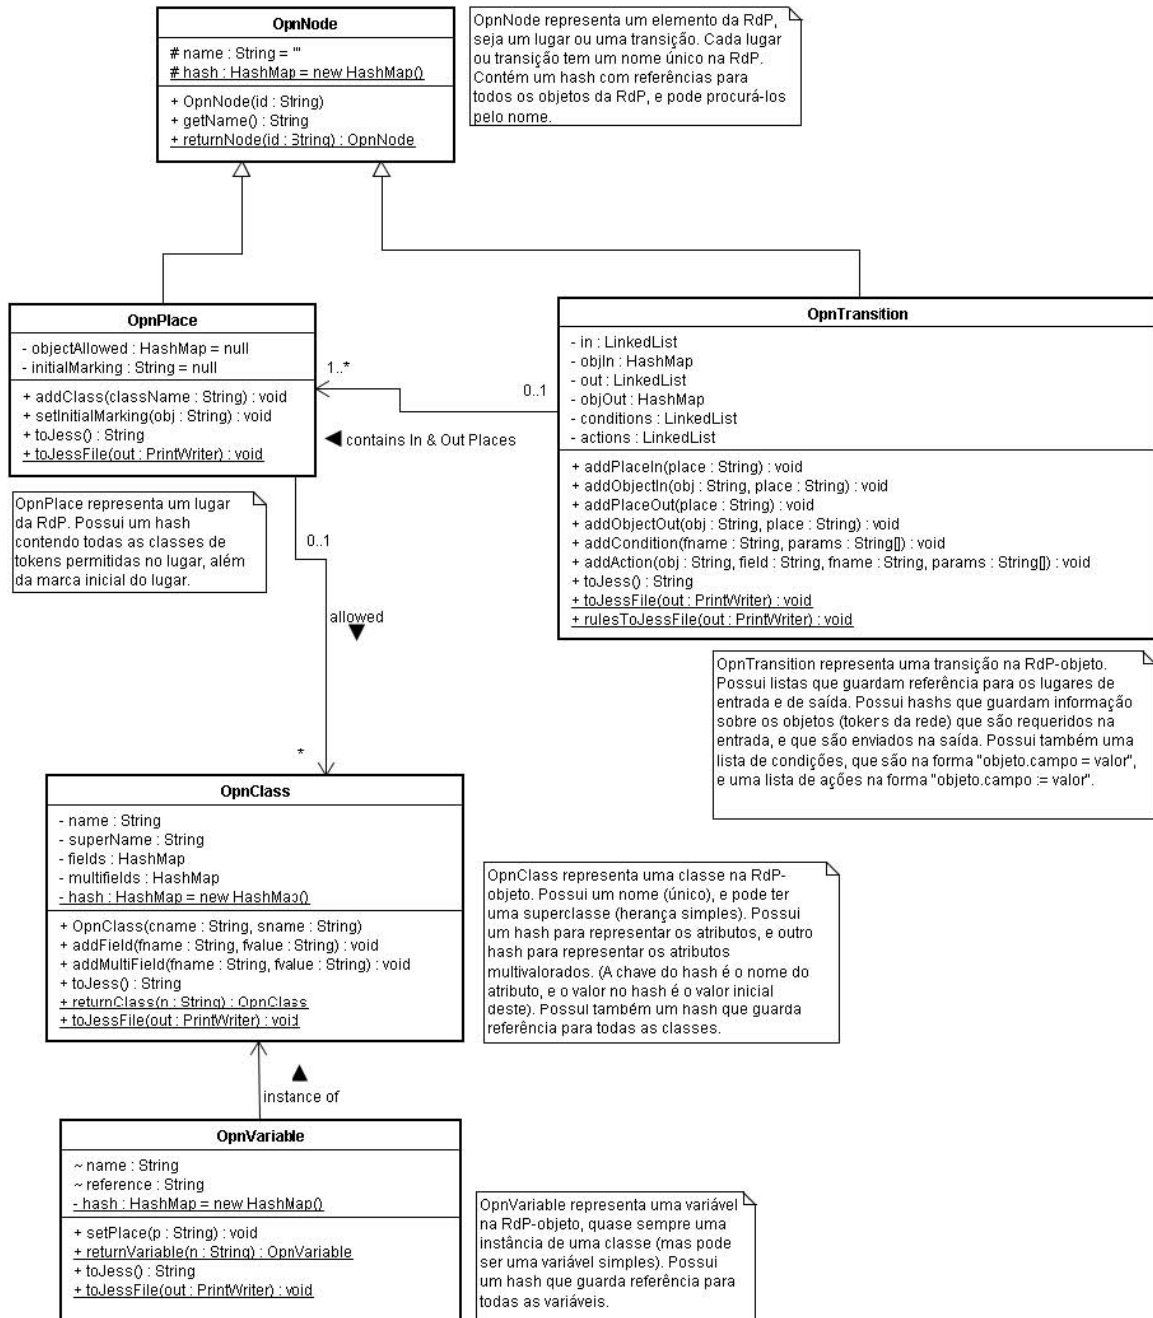 OpnNode
# name : String = ""
# hash : HashMap = new HashMap()
+ OpnNode(id : String)
+ getName() : String
+ returnNode(id : String) : OpnNode
OpnNode representa um elemento da RdP,
seja um lugar ou uma transição. Cada lugar
ou transição tem um nome único na RdP.
Contém um hash com referências para
todos os objetos da RdP, e pode procurá-los
pelo nome.
OpnPlace
- objectAllowed : HashMap = null
- initialMarking : String = null
+ addClass(className : String) : void
+ setInitialMarking(obj : String) : void
+ toJess() : String
+ toJessFile(out : PrintWriter) : void
1..*
0..1
◀ contains In & Out Places
OpnTransition
- in : LinkedList
- objIn : HashMap
- out : LinkedList
- objOut : HashMap
- conditions : LinkedList
- actions : LinkedList
+ addPlaceIn(place : String) : void
+ addObjectIn(obj : String, place : String) : void
+ addPlaceOut(place : String) : void
+ addObjectOut(obj : String, place : String) : void
+ addCondition(fname : String, params : String[]) : void
+ addAction(obj : String, field : String, fname : String, params : String[]) : void
+ toJess() : String
+ toJessFile(out : PrintWriter) : void
+ rulesToJessFile(out : PrintWriter) : void
OpnPlace representa um lugar
da RdP. Possui um hash
contendo todas as classes de
tokens permitidas no lugar, além
da marca inicial do lugar.
0..1
allowed
*
OpnTransition representa uma transição na RdP-objeto.
Possui listas que guardam referência para os lugares de
entrada e de saída. Possui hashs que guardam informação
sobre os objetos (tokens da rede) que são requeridos na
entrada, e que são enviados na saída. Possui também uma
lista de condições, que são na forma "objeto.campo = valor",
e uma lista de ações na forma "objeto.campo := valor".
OpnClass
- name : String
- superName : String
- fields : HashMap
- multifields : HashMap
- hash : HashMap = new HashMap()
+ OpnClass(cname : String, sname : String)
+ addField(fname : String, fvalue : String) : void
+ addMultiField(fname : String, fvalue : String) : void
+ toJess() : String
+ returnClass(n : String) : OpnClass
+ toJessFile(out : PrintWriter) : void
OpnClass representa uma classe na RdP-
objeto. Possui um nome (único), e pode ter
uma superclasse (herança simples). Possui
um hash para representar os atributos, e outro
hash para representar os atributos
multivalorados. (A chave do hash é o nome do
atributo, e o valor no hash é o valor inicial
deste). Possui também um hash que guarda
referência para todas as classes.
instance of
OpnVariable
~ name : String
~ reference : String
- hash : HashMap = new HashMap()
+ setPlace(p : String) : void
+ returnVariable(n : String) : OpnVariable
+ toJess() : String
+ toJessFile(out : PrintWriter) : void
OpnVariable representa uma variável
na RdP-objeto, quase sempre uma
instância de uma classe (mas pode
ser uma variável simples). Possui
um hash que guarda referência para
todas as variáveis.